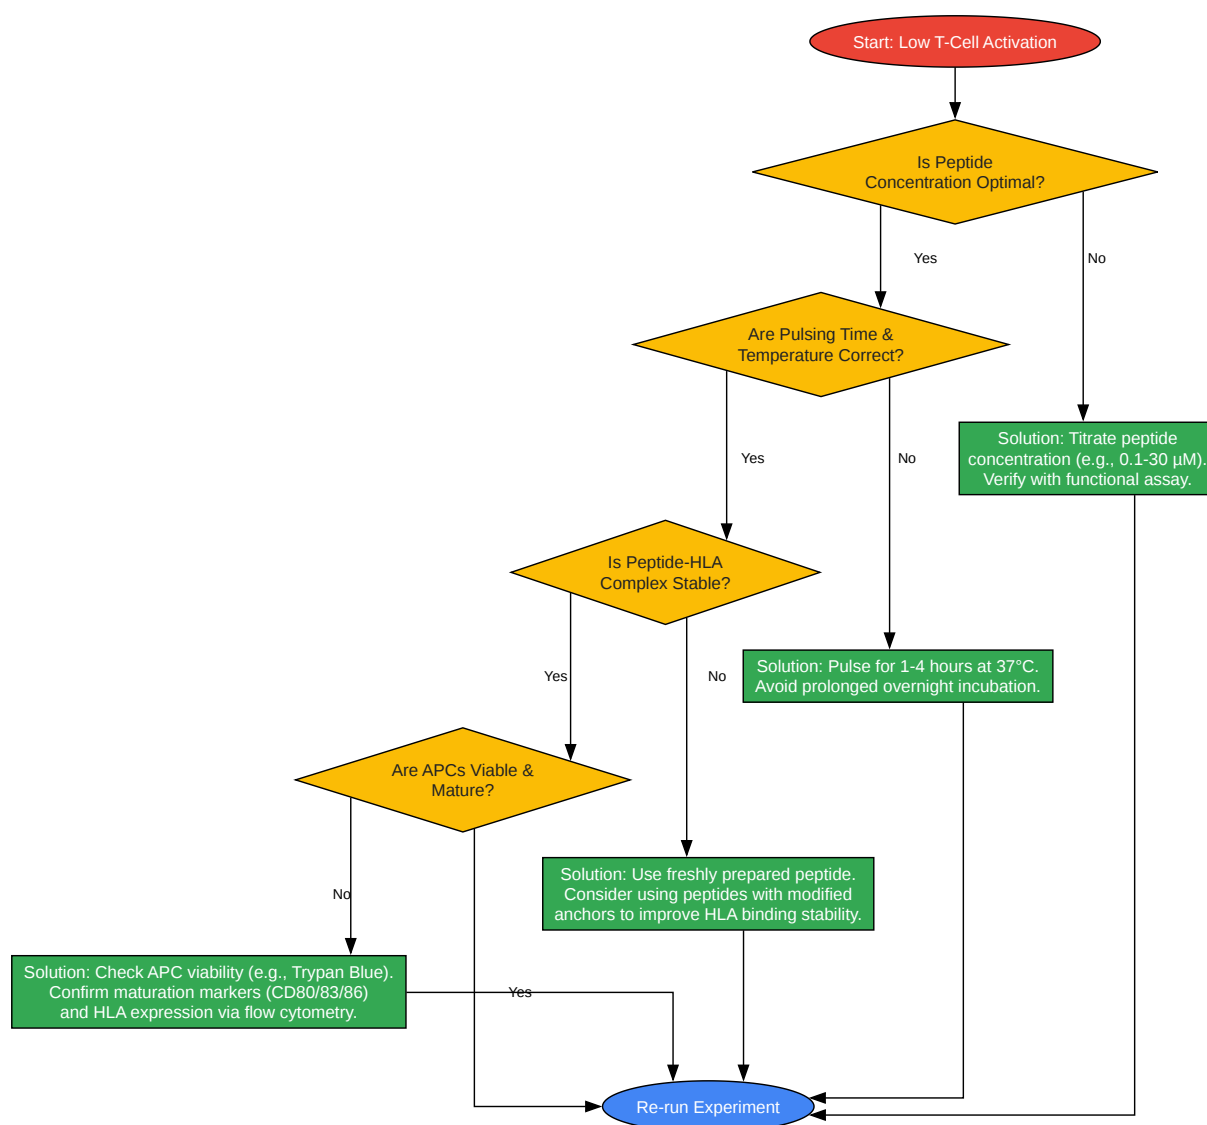 Start: Low T-Cell Activation
Is Peptide
Concentration Optimal?
Yes
No
Are Pulsing Time &
Temperature Correct?
Solution: Titrate peptide
concentration (e.g., 0.1-30 µM).
Verify with functional assay.
Yes
No
Is Peptide-HLA
Complex Stable?
Yes
No
Solution: Pulse for 1-4 hours at 37°C.
Avoid prolonged overnight incubation.
Are APCs Viable &
Mature?
Solution: Use freshly prepared peptide.
Consider using peptides with modified
anchors to improve HLA binding stability.
No
Solution: Check APC viability (e.g., Trypan Blue).
Confirm maturation markers (CD80/83/86)
and HLA expression via flow cytometry.
Yes
Re-run Experiment